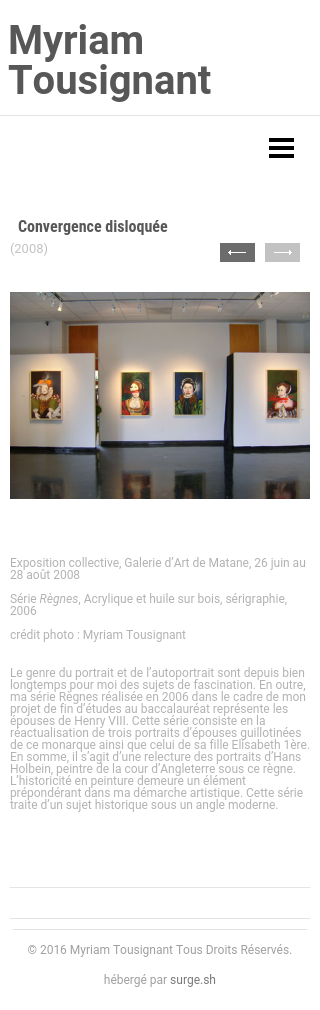 Myriam
Tousignant
Convergence disloquée
(2008)
Exposition collective, Galerie d'Art de Matane, 26 juin au
28 août 2008
Série Règnes, Acrylique et huile sur bois, sérigraphie,
2006
crédit photo : Myriam Tousignant
Le genre du portrait et de l'autoportrait sont depuis bien
longtemps pour moi des sujets de fascination. En outre,
ma série Règnes réalisée en 2006 dans le cadre de mon
projet de fin d'études au baccalauréat représente les
épouses de Henry VIII. Cette série consiste en la
réactualisation de trois portraits d'épouses guillotinées
de ce monarque ainsi que celui de sa fille Elisabeth 1ère.
En somme, il s'agit d'une relecture des portraits d'Hans
Holbein, peintre de la cour d'Angleterre sous ce règne.
L'historicité en peinture demeure un élément
prépondérant dans ma démarche artistique. Cette série
traite d'un sujet historique sous un angle moderne.
© 2016 Myriam Tousignant Tous Droits Réservés.
hébergé par surge.sh